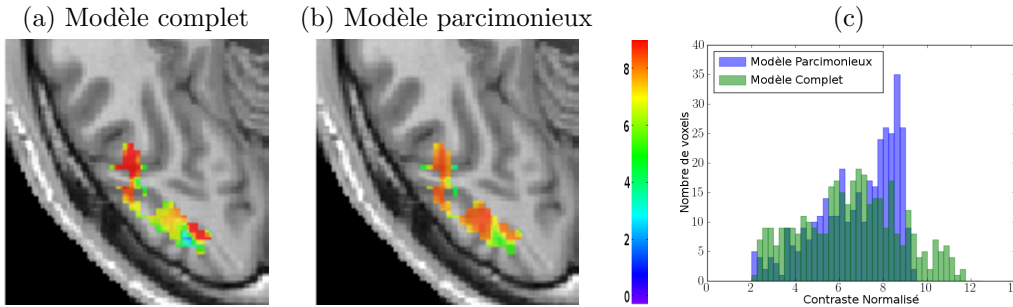 (a) Modèle complet
(b) Modèle parcimonieux
(c)
8
6
4
2
0
Nombre de voxels
40
35
30
25
20
15
10
5
0
Modèle Parcimonieux
Modèle Complet
0 2 4 6 8 10 12 14
Contraste Normalisé